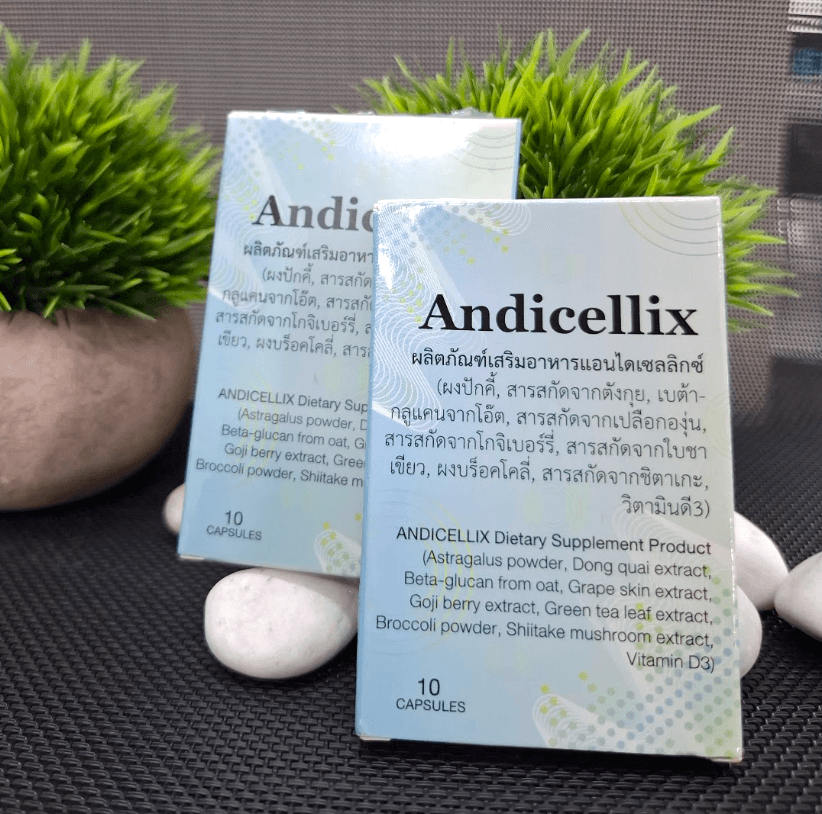 Andic
ผลิตภัณฑ์เสริมอาหา
(ผงปักคี้, สารสกัด
กลูแคนจากโอ๊ต, สารสกั
สารสกัดจากโกจิเบอร์รี่, ส
เขียว, ผงบร็อคโคลี่, สาร
ANDICELLIX Dietary Supp
(Astragalus powder, D
Beta-glucan from oat, G
Goji berry extract, Gree
Broccoli powder, Shiitake m
10
CAPSULES
Andicellix
ผลิตภัณฑ์เสริมอาหารแอนไดเซลลิกซ์
(ผงปักคี้, สารสกัดจากตังกุย, เบต้า-
กลูแคนจากโอ๊ต, สารสกัดจากเปลือกองุ่น,
สารสกัดจากโกจิเบอร์รี่, สารสกัดจากใบชา
เขียว, ผงบร็อคโคลี่, สารสกัดจากชิตาเกะ,
วิตามินดี3)
ANDICELLIX Dietary Supplement Product
(Astragalus powder, Dong quai extract,
Beta-glucan from oat, Grape skin extract,
Goji berry extract, Green tea leaf extract,
Broccoli powder, Shiitake mushroom extract,
Vitamin D3)
10
CAPSULES